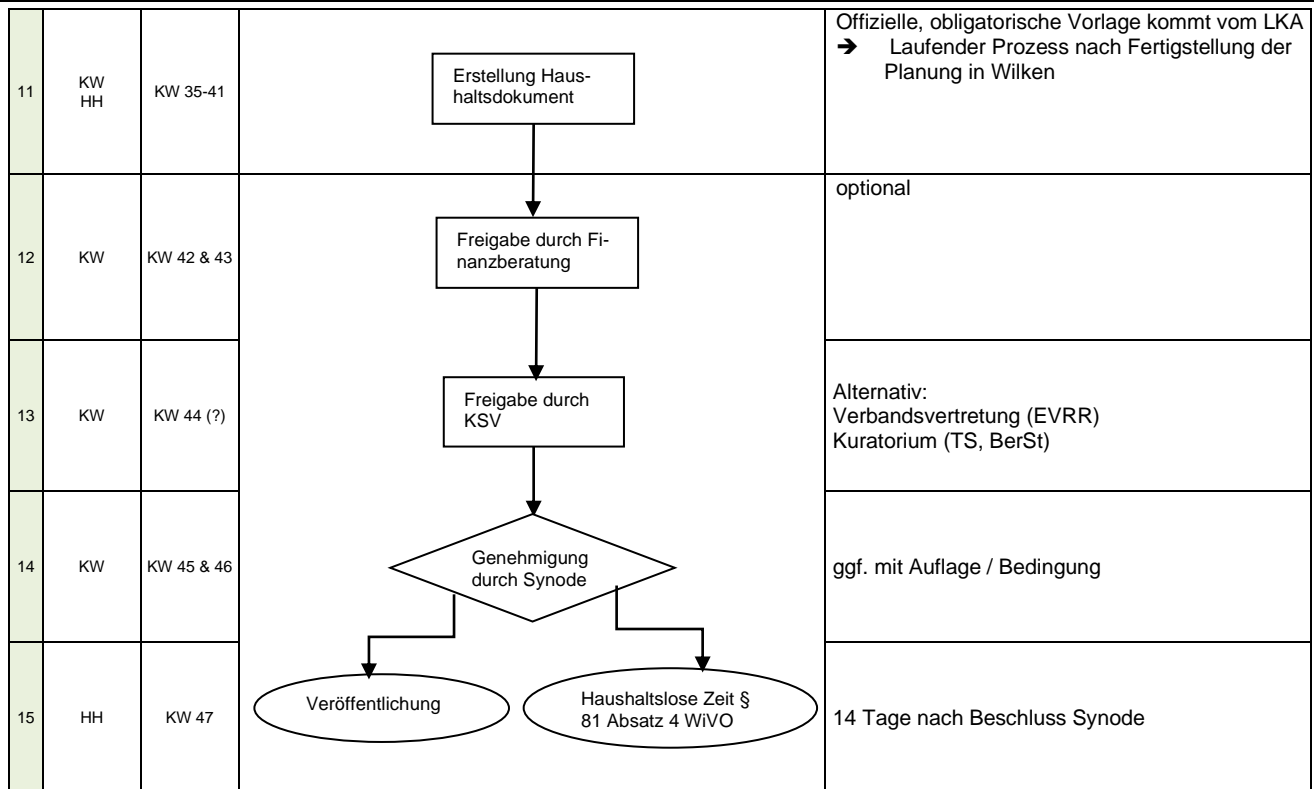 Offizielle, obligatorische Vorlage kommt vom LKA
➔ Laufender Prozess nach Fertigstellung der
Planung in Wilken
11
KW
HH
KW 35-41
Erstellung Haus-
haltsdokument
optional
12
KW
KW 42 & 43
Freigabe durch Fi-
nanzberatung
13
KW
KW 44 (?)
Freigabe durch
KSV
Alternativ:
Verbandsvertretung (EVRR)
Kuratorium (TS, BerSt)
14
KW
KW 45 & 46
Genehmigung
durch Synode
ggf. mit Auflage / Bedingung
15
HH
KW 47
Veröffentlichung
Haushaltslose Zeit §
81 Absatz 4 WiVO
14 Tage nach Beschluss Synode